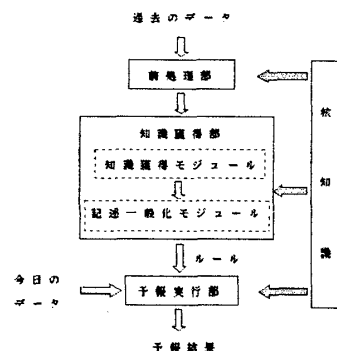 過去のデータ
前処理部
知識獲得部
知識獲得モジュール
記述一般化モジュール
ルール
今日の
データ
予報実行部
予報結果
核知識